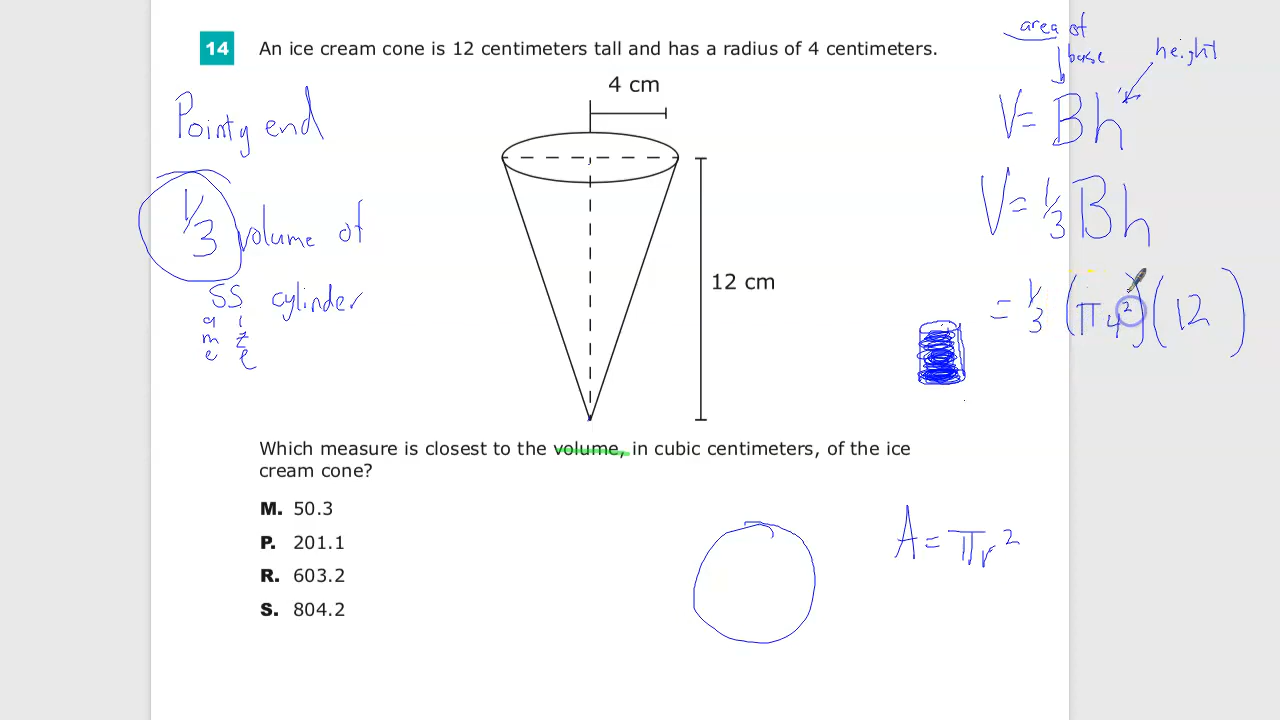 area of
base
height
14 An ice cream cone is 12 centimeters tall and has a radius of 4 centimeters.
4 cm
Pointy end
V = Bh
1/3 volume of
V = 1/3 Bh
SS cylinder
ame
ize
12 cm
= 1/3 (π4²)(12)
Which measure is closest to the volume, in cubic centimeters, of the ice
cream cone?
M. 50.3
P. 201.1
R. 603.2
S. 804.2
A = πr²